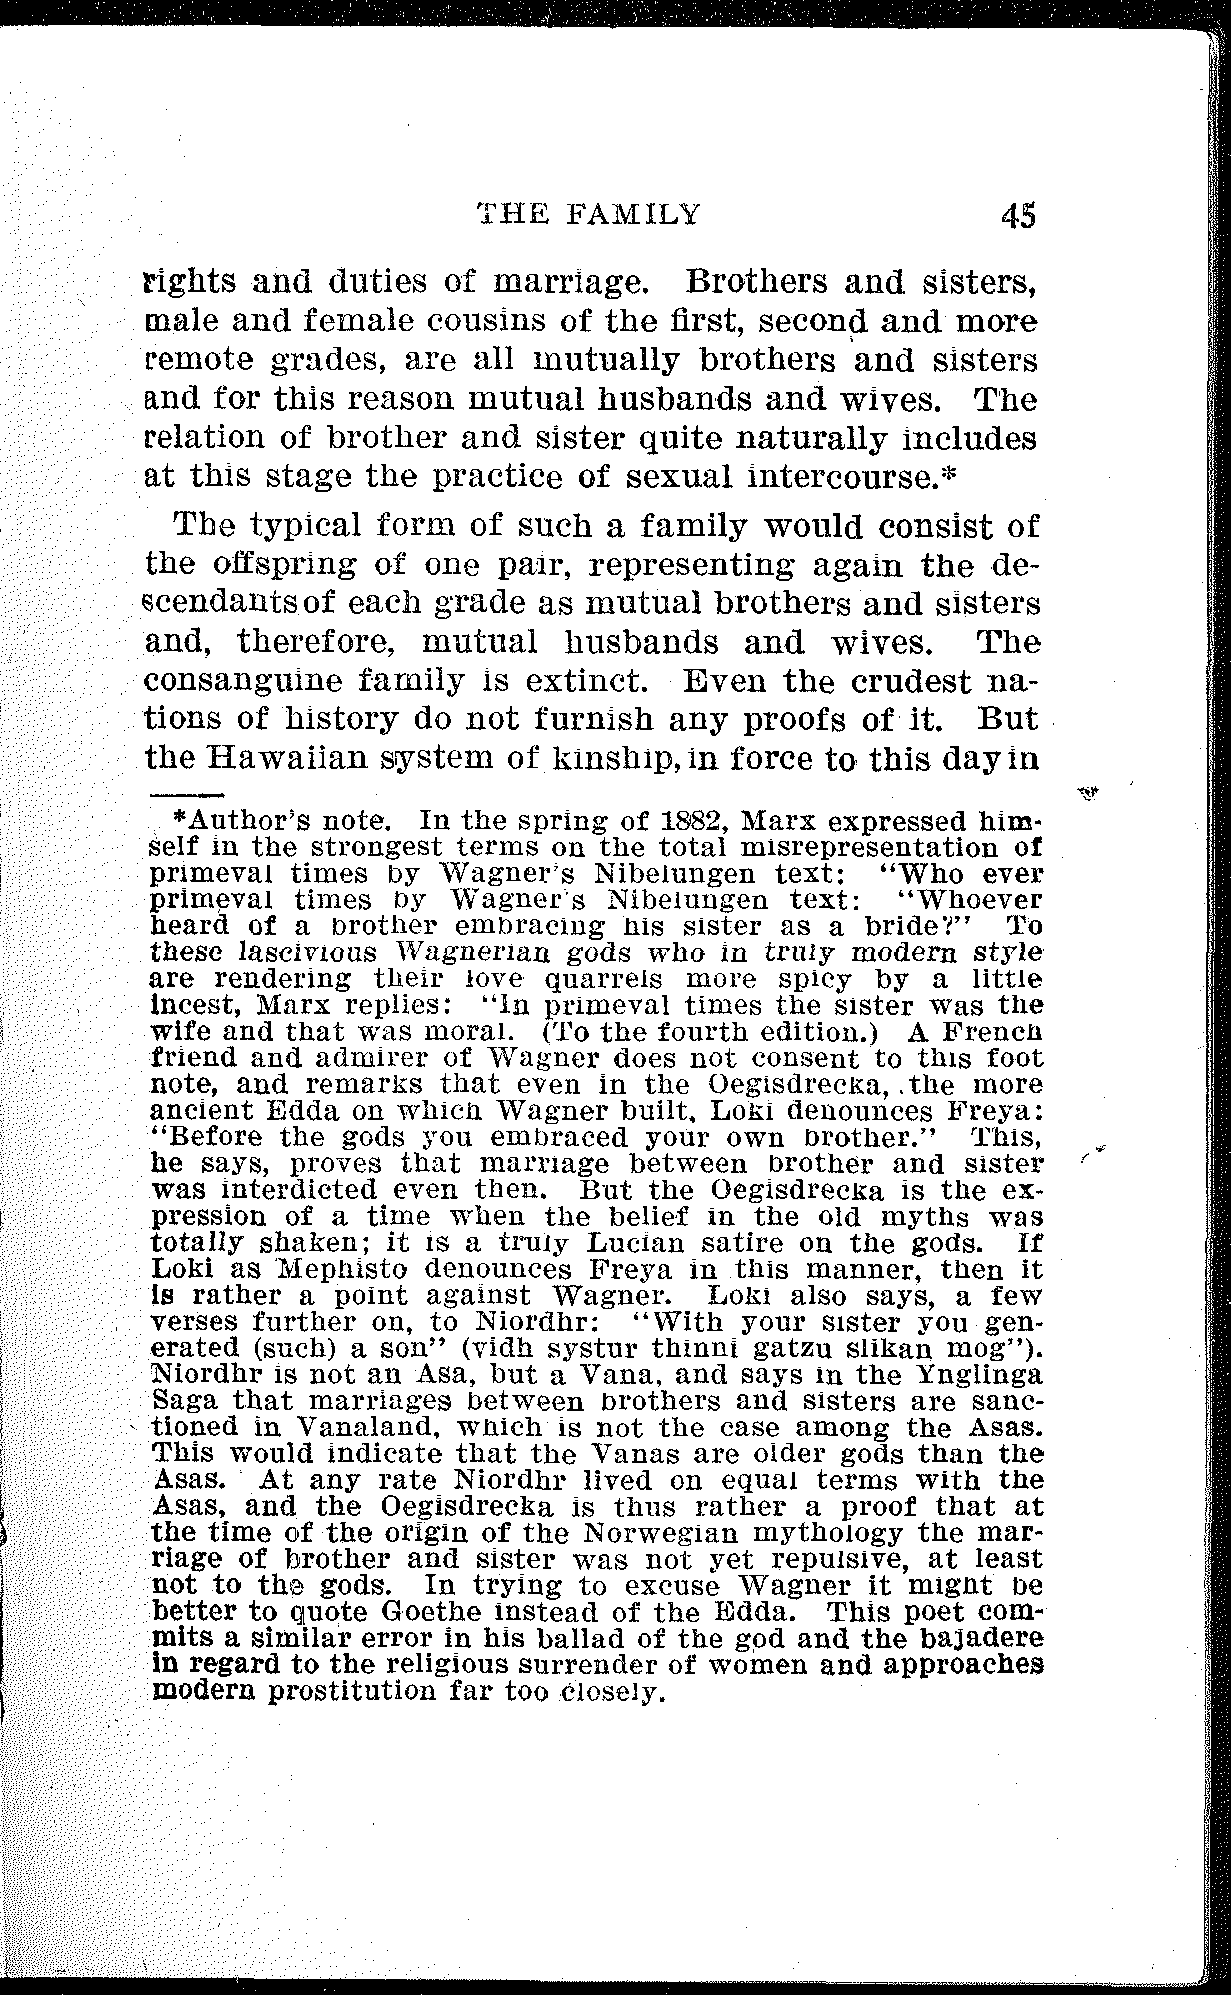 THE FAMILY 45
rights and duties of marriage. Brothers and sisters,
male and female cousins of the first, second and more
remote grades, are all mutually brothers and sisters
and for this reason mutual husbands and wives. The
relation of brother and sister quite naturally includes
at this stage the practice of sexual intercourse.*
The typical form of such a family would consist of
the offspring of one pair, representing again the de-
scendants of each grade as mutual brothers and sisters
and, therefore, mutual husbands and wives. The
consanguine family is extinct. Even the crudest na-
tions of history do not furnish any proofs of it. But
the Hawaiian system of kinship, in force to this day in
*Author's note. In the spring of 1882, Marx expressed him-
self in the strongest terms on the total misrepresentation of
primeval times by Wagner's Nibelungen text: "Who ever
primeval times by Wagner's Nibelungen text: "Whoever
heard of a brother embracing his sister as a bride?" To
these lascivious Wagnerian gods who in truly modern style
are rendering their love quarrels more spicy by a little
incest, Marx replies: "In primeval times the sister was the
wife and that was moral. (To the fourth edition.) A French
friend and admirer of Wagner does not consent to this foot
note, and remarks that even in the Oegisdrecka, .the more
ancient Edda on which Wagner built, Loki denounces Freya:
"Before the gods you embraced your own brother." This,
he says, proves that marriage between brother and sister
was interdicted even then. But the Oegisdrecka is the ex-
pression of a time when the belief in the old myths was
totally shaken; it is a truly Lucian satire on the gods. If
Loki as Mephisto denounces Freya in this manner, then it
is rather a point against Wagner. Loki also says, a few
verses further on, to Niordhr: "With your sister you gen-
erated (such) a son" (vidh systur thinni gatzu slikan mog").
Niordhr is not an Asa, but a Vana, and says in the Ynglinga
Saga that marriages between brothers and sisters are sanc-
tioned in Vanaland, which is not the case among the Asas.
This would indicate that the Vanas are older gods than the
Asas. At any rate Niordhr lived on equal terms with the
Asas, and the Oegisdrecka is thus rather a proof that at
the time of the origin of the Norwegian mythology the mar-
riage of brother and sister was not yet repulsive, at least
not to the gods. In trying to excuse Wagner it might be
better to quote Goethe instead of the Edda. This poet com-
mits a similar error in his ballad of the god and the bajadere
in regard to the religious surrender of women and approaches
modern prostitution far too closely.